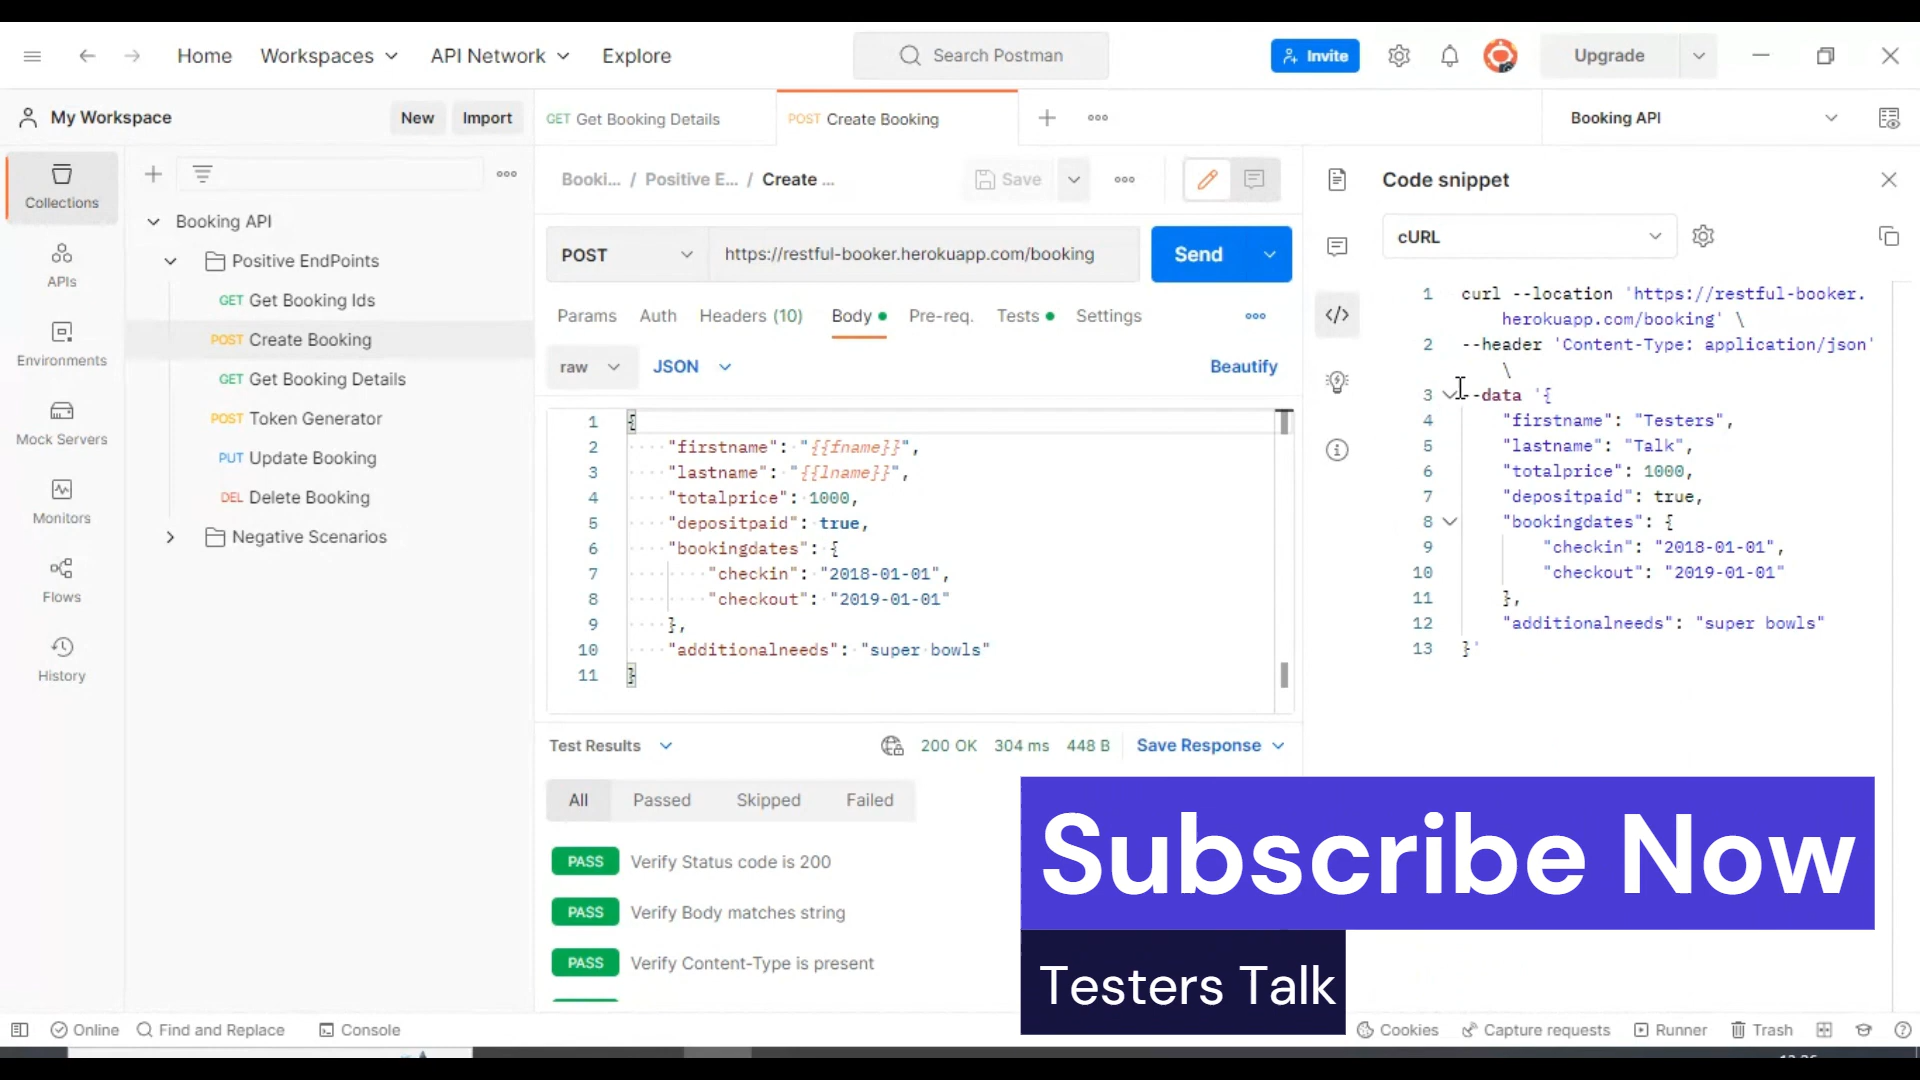 Home Workspaces API Network Explore Search Postman Invite Upgrade
My Workspace New Import GET Get Booking Details POST Create Booking Booking API
Collections
APIs
Environments
Mock Servers
Monitors
Flows
History
Booking API
Positive EndPoints
GET Get Booking Ids
POST Create Booking
GET Get Booking Details
POST Token Generator
PUT Update Booking
DEL Delete Booking
Negative Scenarios
Booki... / Positive E... / Create ... Save
POST https://restful-booker.herokuapp.com/booking Send
Params Auth Headers (10) Body Pre-req. Tests Settings
raw JSON Beautify
1 {
2 "firstname": "{{fname}}",
3 "lastname": "{{lname}}",
4 "totalprice": 1000,
5 "depositpaid": true,
6 "bookingdates": {
7 "checkin": "2018-01-01",
8 "checkout": "2019-01-01"
9 },
10 "additionalneeds": "super bowls"
11 }
Test Results 200 OK 304 ms 448 B Save Response
All Passed Skipped Failed
PASS Verify Status code is 200
PASS Verify Body matches string
PASS Verify Content-Type is present
Code snippet
cURL
1 curl --location 'https://restful-booker.
herokuapp.com/booking' \
2 --header 'Content-Type: application/json'
\
3 --data '{
4 "firstname": "Testers",
5 "lastname": "Talk",
6 "totalprice": 1000,
7 "depositpaid": true,
8 "bookingdates": {
9 "checkin": "2018-01-01",
10 "checkout": "2019-01-01"
11 },
12 "additionalneeds": "super bowls"
13 }'
Subscribe Now
Testers Talk
Online Find and Replace Console Cookies Capture requests Runner Trash